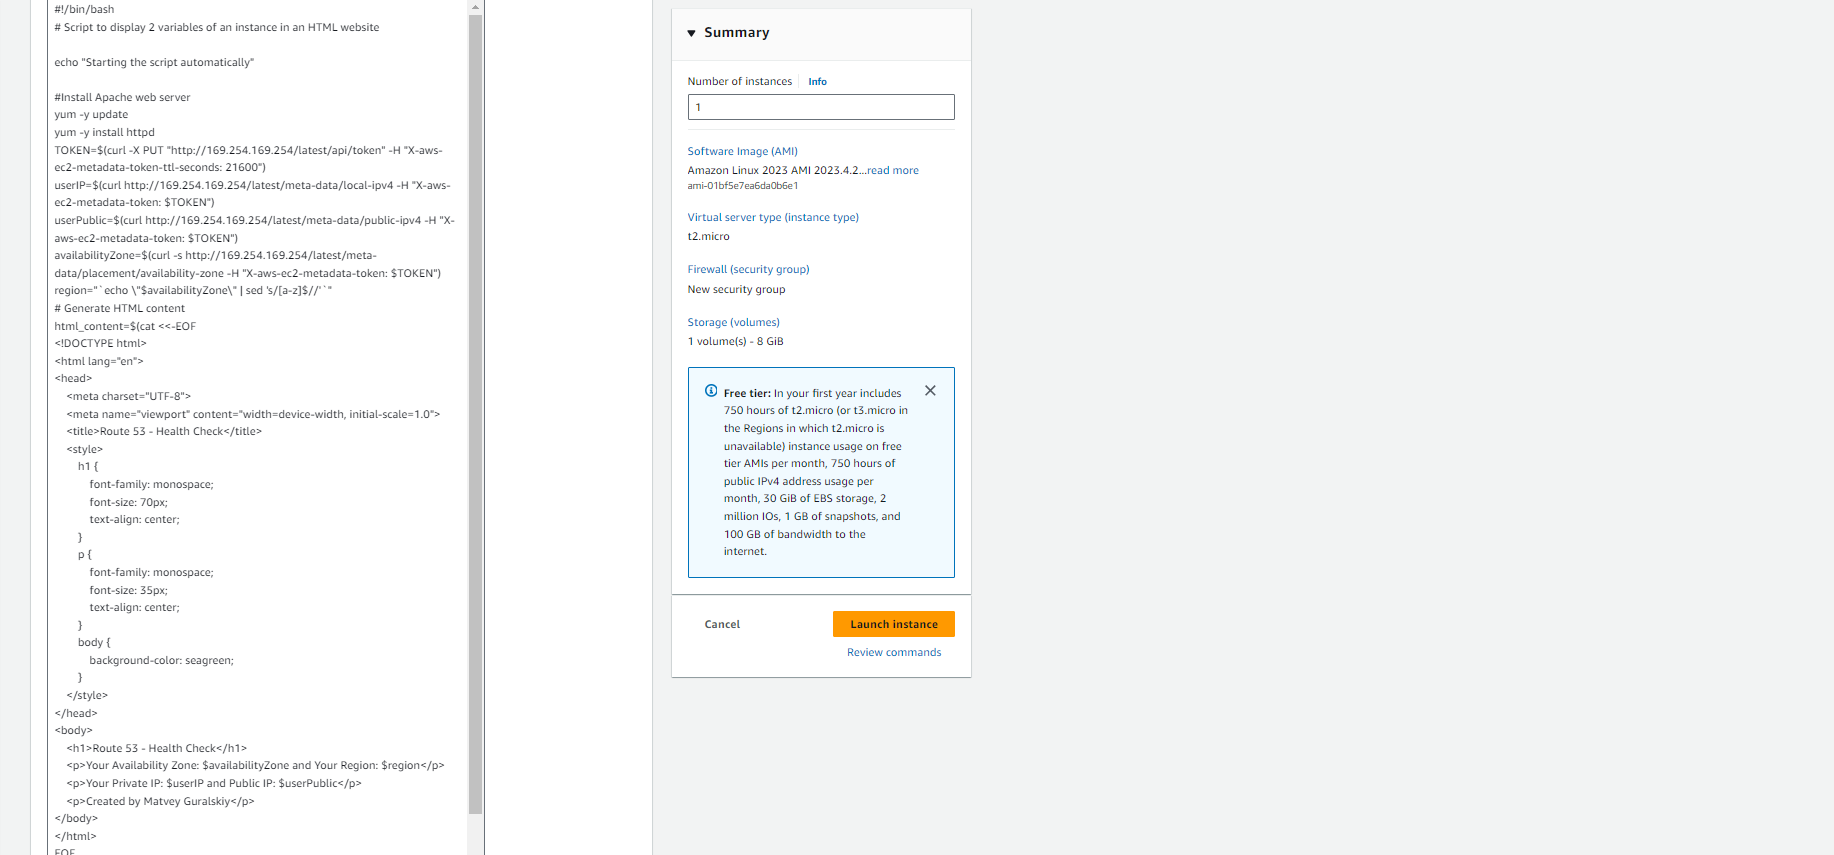 #!/bin/bash
# Script to display 2 variables of an instance in an HTML website
echo "Starting the script automatically"
#Install Apache web server
yum -y update
yum -y install httpd
TOKEN=$(curl -X PUT "http://169.254.169.254/latest/api/token" -H "X-aws-
ec2-metadata-token-ttl-seconds: 21600")
userIP=$(curl http://169.254.169.254/latest/meta-data/local-ipv4 -H "X-aws-
ec2-metadata-token: $TOKEN")
userPublic=$(curl http://169.254.169.254/latest/meta-data/public-ipv4 -H "X-
aws-ec2-metadata-token: $TOKEN")
availabilityZone=$(curl -s http://169.254.169.254/latest/meta-
data/placement/availability-zone -H "X-aws-ec2-metadata-token: $TOKEN")
region="`echo \"$availabilityZone\" | sed 's/[a-z]$//'`"
# Generate HTML content
html_content=$(cat <<-EOF
<!DOCTYPE html>
<html lang="en">
<head>
<meta charset="UTF-8">
<meta name="viewport" content="width=device-width, initial-scale=1.0">
<title>Route 53 - Health Check</title>
<style>
h1 {
font-family: monospace;
font-size: 70px;
text-align: center;
}
p {
font-family: monospace;
font-size: 35px;
text-align: center;
}
body {
background-color: seagreen;
}
</style>
</head>
<body>
<h1>Route 53 - Health Check</h1>
<p>Your Availability Zone: $availabilityZone and Your Region: $region</p>
<p>Your Private IP: $userIP and Public IP: $userPublic</p>
<p>Created by Matvey Guralskiy</p>
</body>
</html>
EOF
Summary
Number of instances Info
1
Software Image (AMI)
Amazon Linux 2023 AMI 2023.4.2...read more
ami-01bf5e7ea6da0b6e1
Virtual server type (instance type)
t2.micro
Firewall (security group)
New security group
Storage (volumes)
1 volume(s) - 8 GiB
Free tier: In your first year includes
750 hours of t2.micro (or t3.micro in
the Regions in which t2.micro is
unavailable) instance usage on free
tier AMIs per month, 750 hours of
public IPv4 address usage per
month, 30 GiB of EBS storage, 2
million IOs, 1 GB of snapshots, and
100 GB of bandwidth to the
internet.
Cancel
Launch instance
Review commands